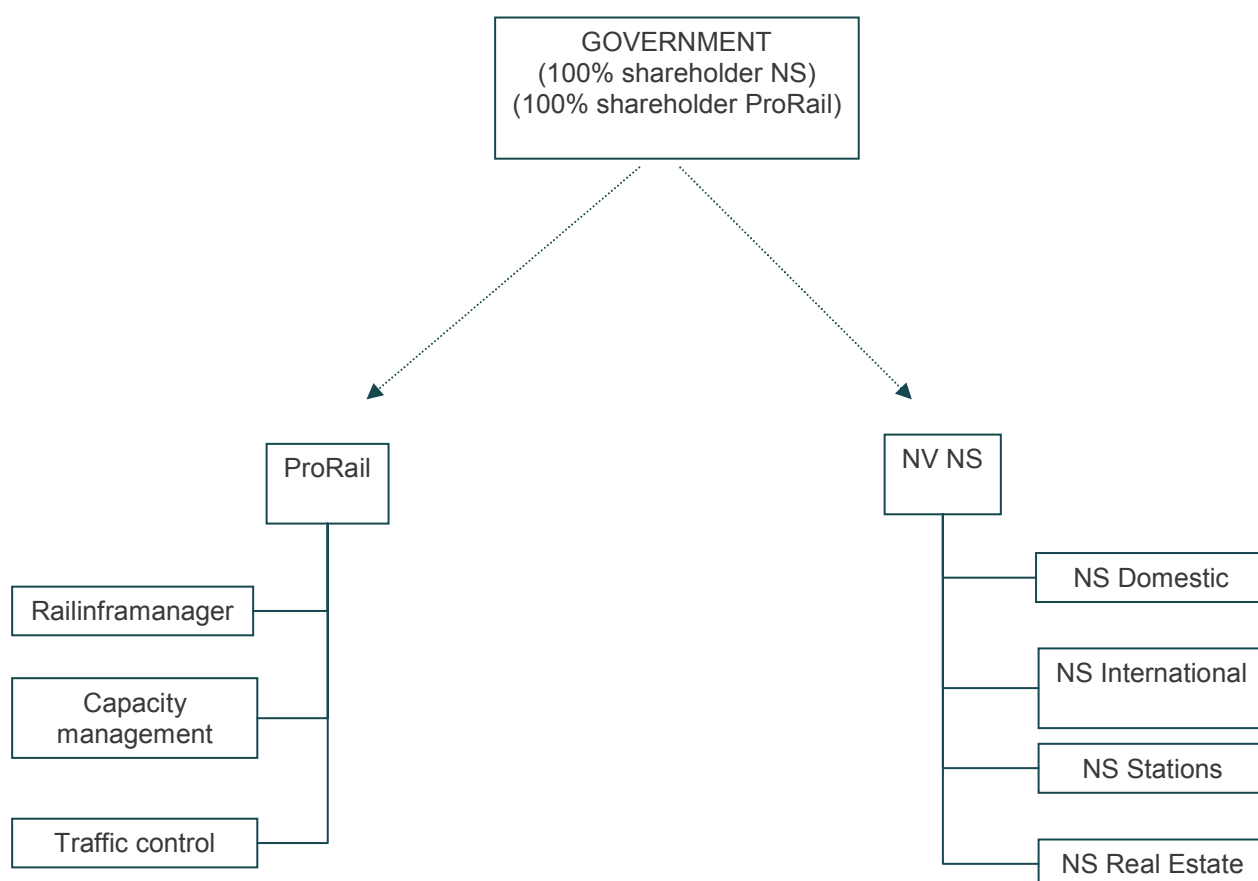 GOVERNMENT
(100% shareholder NS)
(100% shareholder ProRail)
ProRail
NV NS
Railinframanager
Capacity
management
Traffic control
NS Domestic
NS International
NS Stations
NS Real Estate